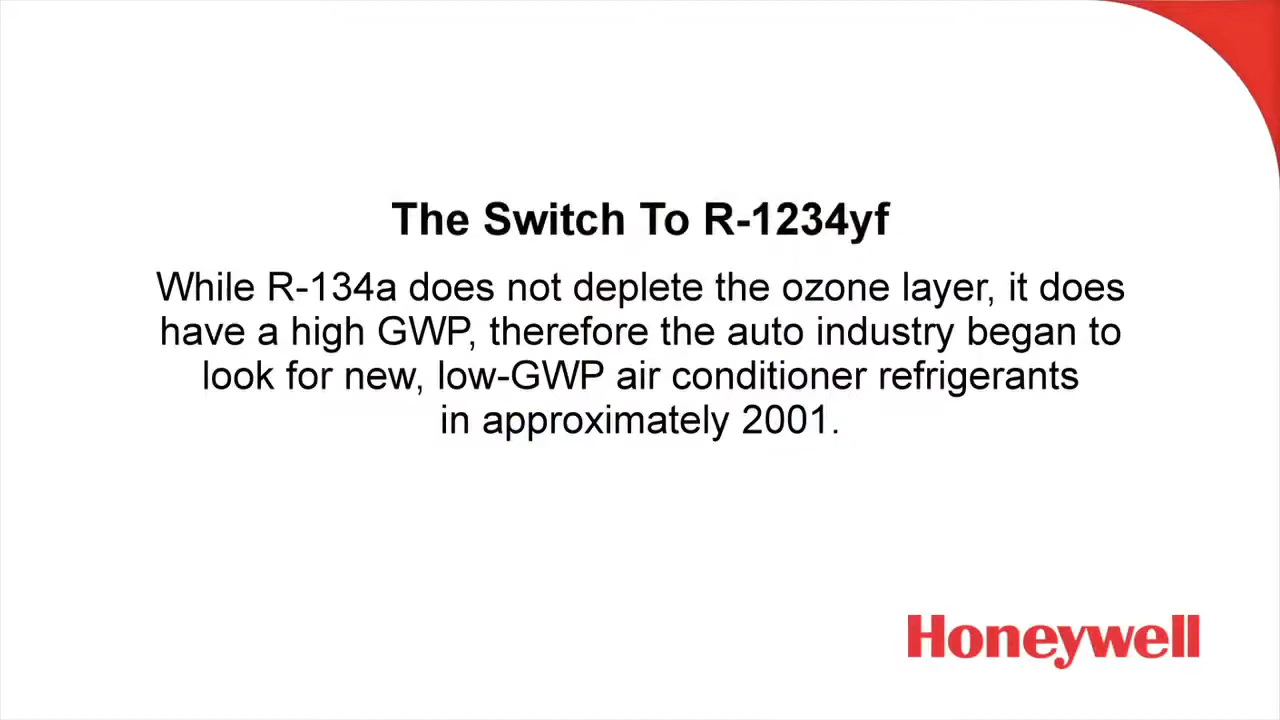 The Switch To R-1234yf
While R-134a does not deplete the ozone layer, it does
have a high GWP, therefore the auto industry began to
look for new, low-GWP air conditioner refrigerants
in approximately 2001.
Honeywell